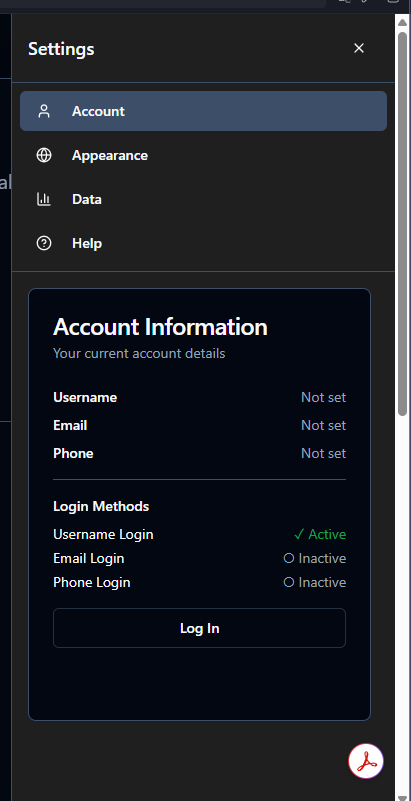 Settings
Account
Appearance
Data
Help
Account Information
Your current account details
Username Not set
Email Not set
Phone Not set
Login Methods
Username Login ✓ Active
Email Login ○ Inactive
Phone Login ○ Inactive
Log In